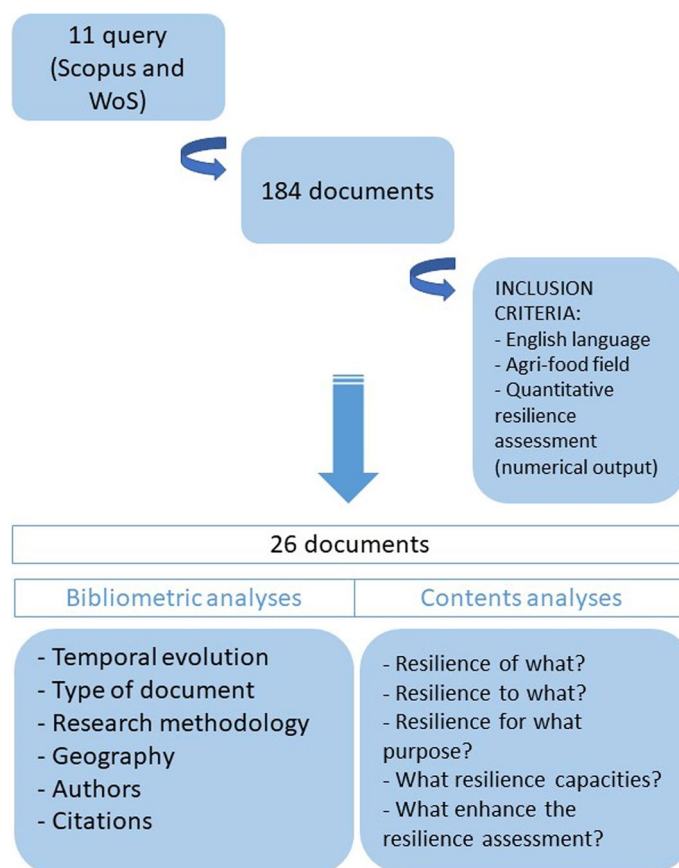 11 query
(Scopus and
WoS)
184 documents
INCLUSION
CRITERIA:
- English language
- Agri-food field
- Quantitative
resilience
assessment
(numerical output)
26 documents
Bibliometric analyses
Contents analyses
- Temporal evolution
- Type of document
- Research methodology
- Geography
- Authors
- Citations
- Resilience of what?
- Resilience to what?
- Resilience for what
purpose?
- What resilience capacities?
- What enhance the
resilience assessment?